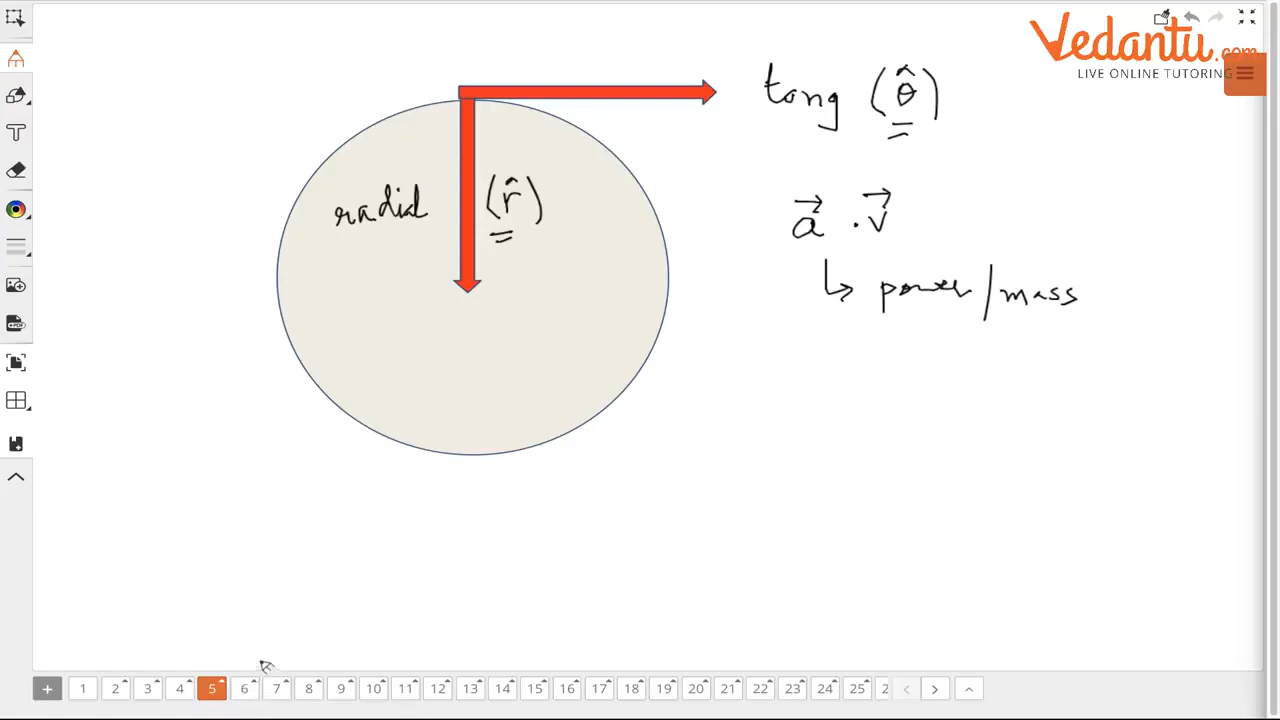 Vedantu.com
LIVE ONLINE TUTORING
tang (θ̂)
radial (r̂)
a⃗ . v⃗
↳ power/mass
+ 1 2 3 4 5 6 7 8 9 10 11 12 13 14 15 16 17 18 19 20 21 22 23 24 25 2